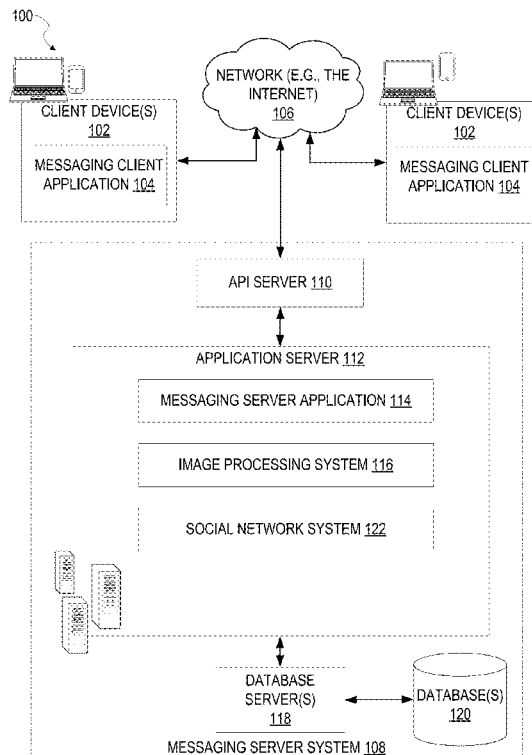 100
NETWORK (E.G., THE
INTERNET)
106
CLIENT DEVICE(S)
102
MESSAGING CLIENT
APPLICATION 104
CLIENT DEVICE(S)
102
MESSAGING CLIENT
APPLICATION 104
API SERVER 110
APPLICATION SERVER 112
MESSAGING SERVER APPLICATION 114
IMAGE PROCESSING SYSTEM 116
SOCIAL NETWORK SYSTEM 122
DATABASE
SERVER(S)
118
DATABASE(S)
120
MESSAGING SERVER SYSTEM 108